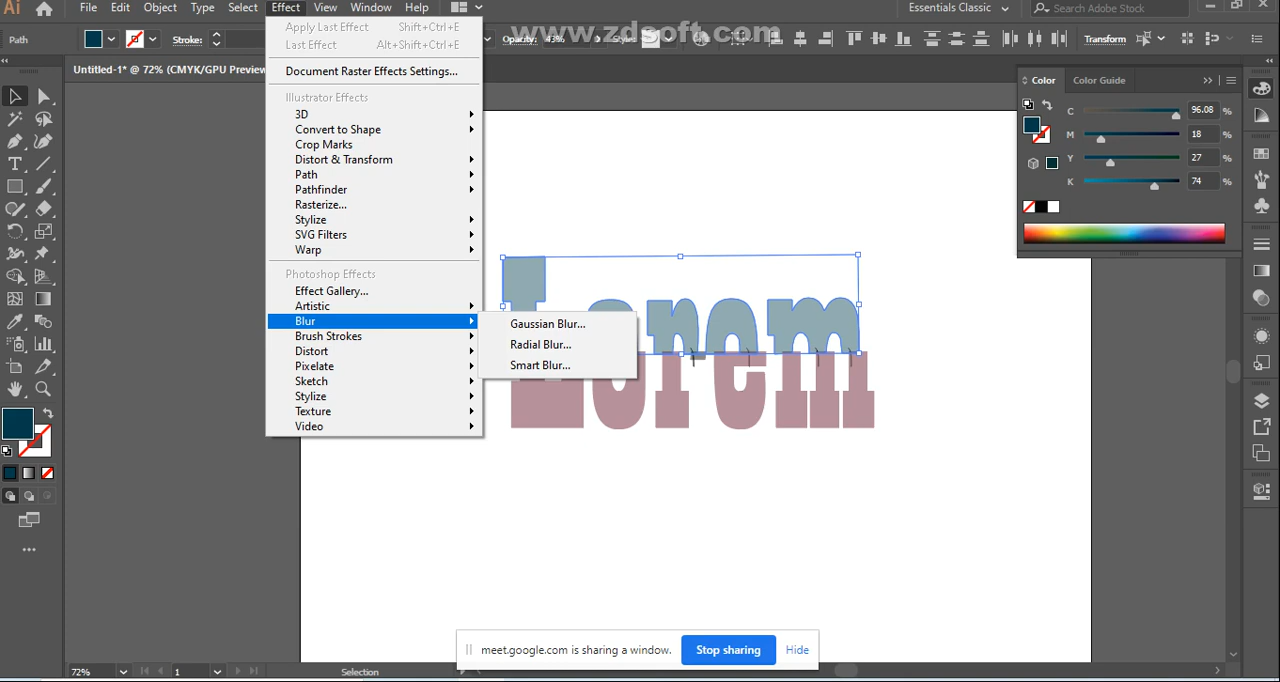 Ai File Edit Object Type Select Effect View Window Help Essentials Classic Search Adobe Stock
www.zdsoft.com
Path Stroke: Opacity: 43% Style: Transform
Untitled-1* @ 72% (CMYK/GPU Preview
Apply Last Effect Shift+Ctrl+E
Last Effect Alt+Shift+Ctrl+E
Document Raster Effects Settings...
Illustrator Effects
3D
Convert to Shape
Crop Marks
Distort & Transform
Path
Pathfinder
Rasterize...
Stylize
SVG Filters
Warp
Photoshop Effects
Effect Gallery...
Artistic
Blur
Brush Strokes
Distort
Pixelate
Sketch
Stylize
Texture
Video
Gaussian Blur...
Radial Blur...
Smart Blur...
Color Color Guide
C 96.08 %
M 18 %
Y 27 %
K 74 %
Lorem
Lorem
meet.google.com is sharing a window. Stop sharing Hide
72% 1 Selection